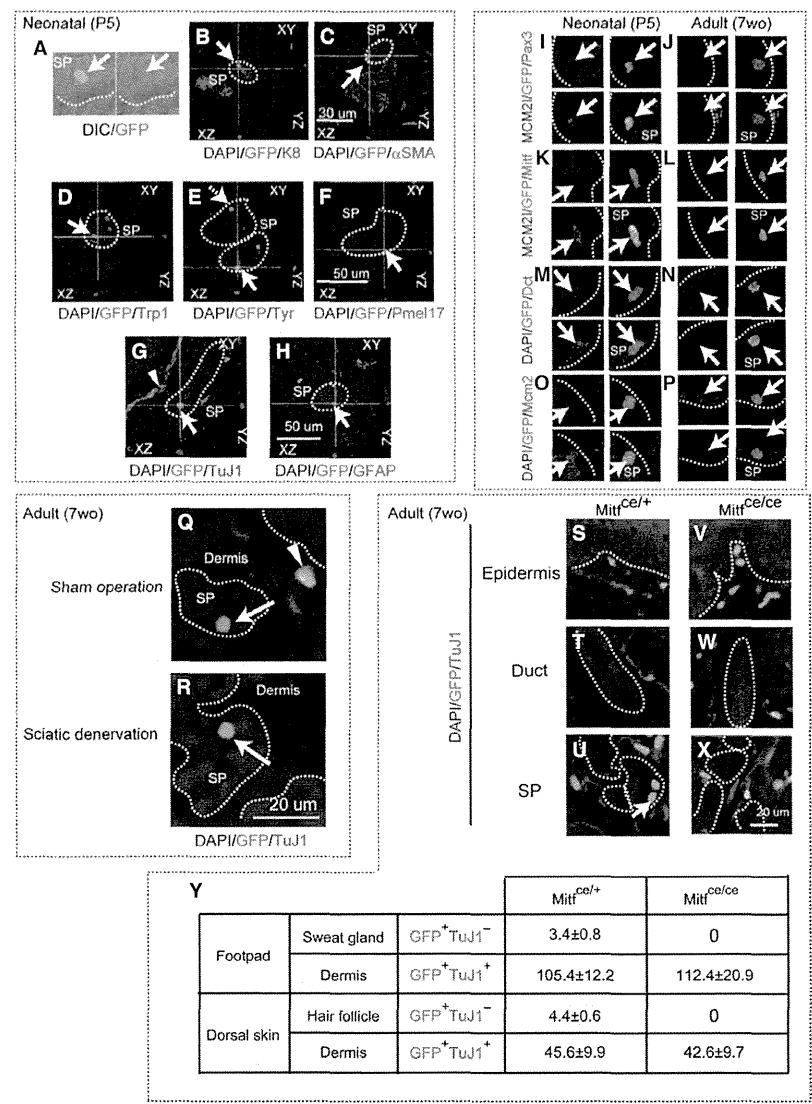 Neonatal (P5)
A
SP
DIC/GFP
B
XY
SP
XZ
YZ
DAPI/GFP/K8
C
SP
XY
30 um
XZ
YZ
DAPI/GFP/αSMA
D
XY
SP
XZ
YZ
DAPI/GFP/Trp1
E
XY
SP
XZ
YZ
DAPI/GFP/Tyr
F
XY
SP
50 um
XZ
YZ
DAPI/GFP/Pmel17
G
XY
SP
XZ
YZ
DAPI/GFP/TuJ1
H
XY
SP
50 um
XZ
YZ
DAPI/GFP/GFAP
Neonatal (P5)
Adult (7wo)
MCM2I/GFP/Pax3
I
J
SP
SP
MCM2I/GFP/Mitf
K
L
SP
SP
DAPI/GFP/Dct
M
N
SP
SP
DAPI/GFP/Mcm2
O
P
SP
SP
Adult (7wo)
Sham operation
Q
Dermis
SP
Sciatic denervation
R
Dermis
SP
20 um
DAPI/GFP/TuJ1
Adult (7wo)
Mitf ce/+
Mitf ce/ce
DAPI/GFP/TuJ1
Epidermis
S
V
Duct
T
W
SP
U
X
20 um
Y
Mitf ce/+ Mitf ce/ce
Footpad Sweat gland GFP+TuJ1− 3.4±0.8 0
Dermis GFP+TuJ1+ 105.4±12.2 112.4±20.9
Dorsal skin Hair follicle GFP+TuJ1− 4.4±0.6 0
Dermis GFP+TuJ1+ 45.6±9.9 42.6±9.7